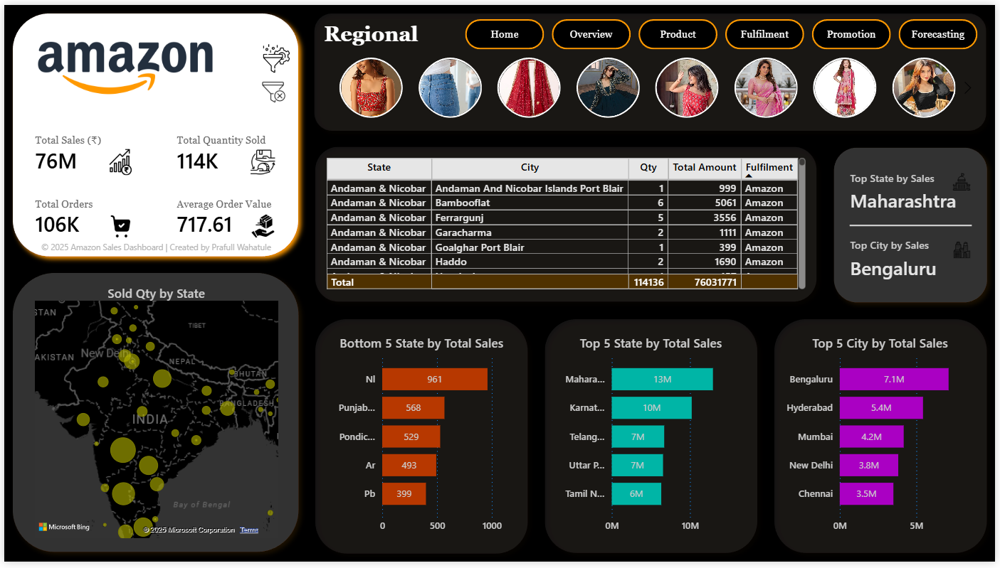 amazon
Total Sales (₹)
76M
Total Quantity Sold
114K
Total Orders
106K
Average Order Value
717.61
© 2025 Amazon Sales Dashboard | Created by Prafull Wahatule
Regional
Home
Overview
Product
Fulfilment
Promotion
Forecasting
State City Qty Total Amount Fulfilment
Andaman & Nicobar Andaman And Nicobar Islands Port Blair 1 999 Amazon
Andaman & Nicobar Bambooflat 6 5061 Amazon
Andaman & Nicobar Ferrargunj 5 3556 Amazon
Andaman & Nicobar Garacharma 2 1111 Amazon
Andaman & Nicobar Goalghar Port Blair 1 399 Amazon
Andaman & Nicobar Haddo 2 1690 Amazon
Total 114136 76031771
Top State by Sales
Maharashtra
Top City by Sales
Bengaluru
Sold Qty by State
STAN
TIBET
AKISTAN
New Delhi
NEPAL
BHUTAN
BANGLADESH
INDIA
Bay of Bengal
Microsoft Bing
© 2025 Microsoft Corporation Terms
Bottom 5 State by Total Sales
Nl 961
Punjab... 568
Pondic... 529
Ar 493
Pb 399
0 500 1000
Top 5 State by Total Sales
Mahara... 13M
Karnat... 10M
Telang... 7M
Uttar P... 7M
Tamil N... 6M
0M 10M
Top 5 City by Total Sales
Bengaluru 7.1M
Hyderabad 5.4M
Mumbai 4.2M
New Delhi 3.8M
Chennai 3.5M
0M 5M